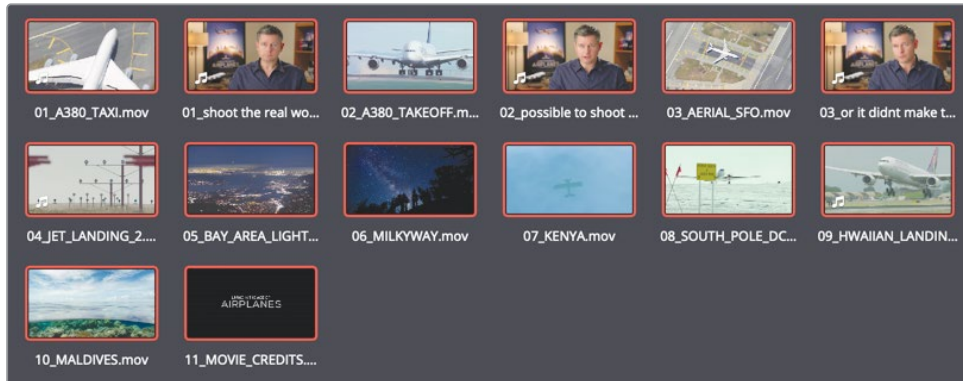 01_A380_TAXI.mov
01_shoot the real wo...
02_A380_TAKEOFF.m...
02_possible to shoot ...
03_AERIAL_SFO.mov
03_or it didnt make t...
04_JET_LANDING_2....
05_BAY_AREA_LIGHT...
06_MILKYWAY.mov
07_KENYA.mov
08_SOUTH_POLE_DC...
09_HWAIIAN_LANDIN...
AIRPLANES
10_MALDIVES.mov
11_MOVIE_CREDITS....